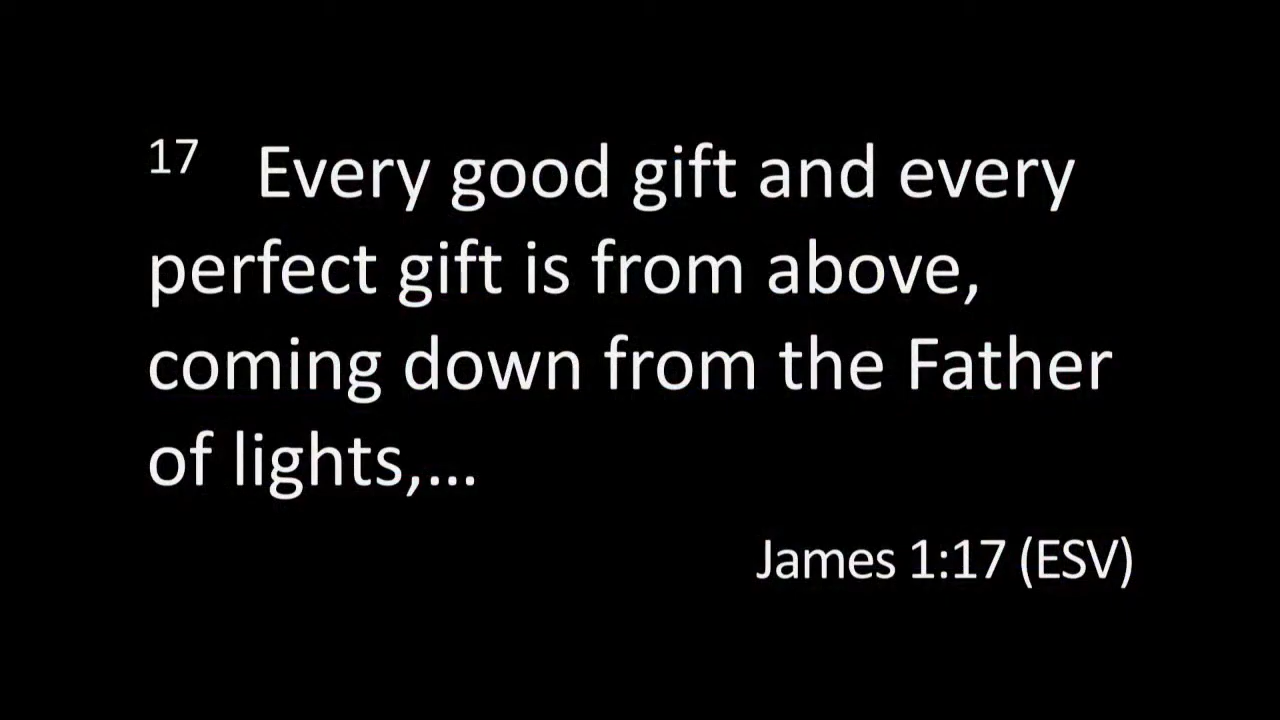 17 Every good gift and every
perfect gift is from above,
coming down from the Father
of lights,...
James 1:17 (ESV)